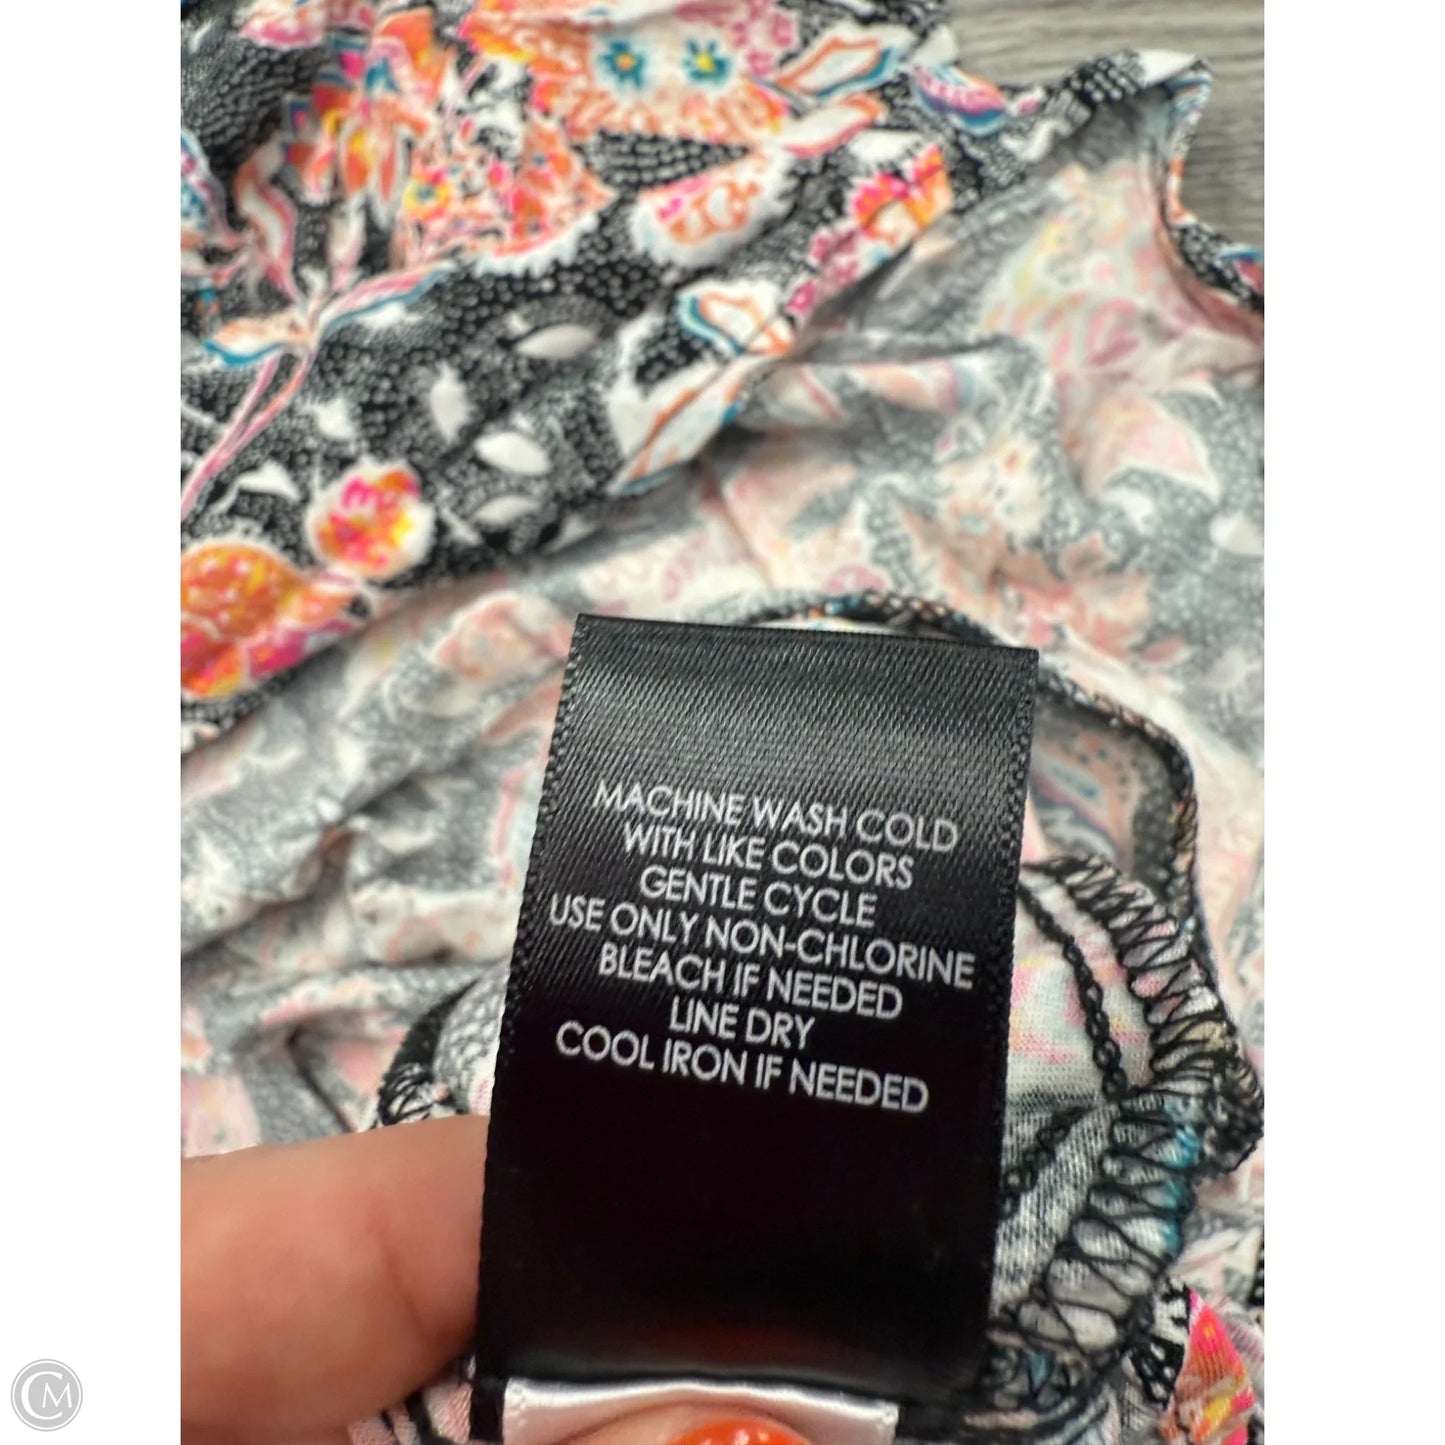 MACHINE WASH COLD
WITH LIKE COLORS
GENTLE CYCLE
USE ONLY NON-CHLORINE
BLEACH IF NEEDED
LINE DRY
COOL IRON IF NEEDED
CM